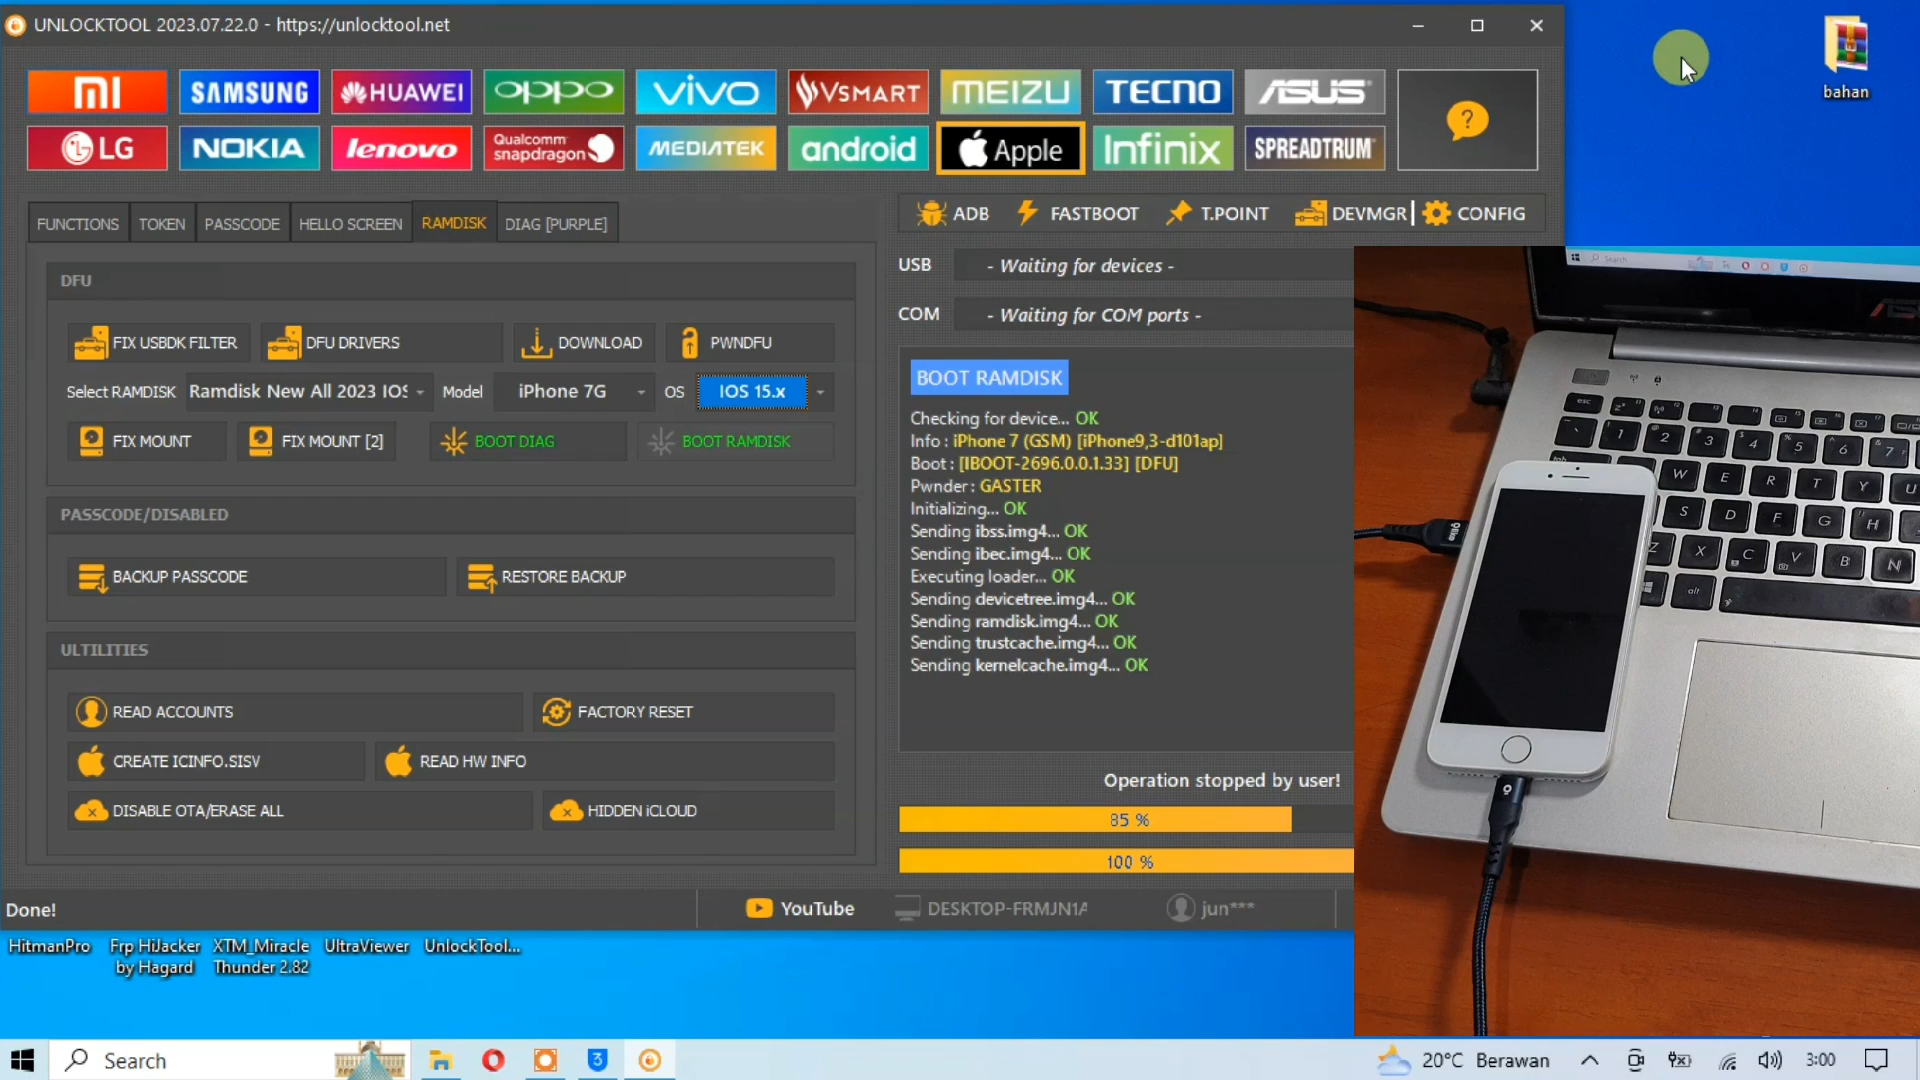 UNLOCKTOOL 2023.07.22.0 - https://unlocktool.net
MI SAMSUNG HUAWEI OPPO vivo VSMART MEIZU TECNO ASUS ?
LG NOKIA lenovo Qualcomm snapdragon MEDIATEK android Apple Infinix SPREADTRUM
FUNCTIONS TOKEN PASSCODE HELLO SCREEN RAMDISK DIAG [PURPLE]
ADB FASTBOOT T.POINT DEVMGR CONFIG
DFU
FIX USBDK FILTER DFU DRIVERS DOWNLOAD PWNDFU
Select RAMDISK Ramdisk New All 2023 IOS Model iPhone 7G OS IOS 15.x
FIX MOUNT FIX MOUNT [2] BOOT DIAG BOOT RAMDISK
PASSCODE/DISABLED
BACKUP PASSCODE RESTORE BACKUP
ULTILITIES
READ ACCOUNTS FACTORY RESET
CREATE ICINFO.SISV READ HW INFO
DISABLE OTA/ERASE ALL HIDDEN iCLOUD
USB - Waiting for devices -
COM - Waiting for COM ports -
BOOT RAMDISK
Checking for device... OK
Info : iPhone 7 (GSM) [iPhone9,3-d101ap]
Boot : [IBOOT-2696.0.0.1.33] [DFU]
Pwnder : GASTER
Initializing... OK
Sending ibss.img4... OK
Sending ibec.img4... OK
Executing loader... OK
Sending devicetree.img4... OK
Sending ramdisk.img4... OK
Sending trustcache.img4... OK
Sending kernelcache.img4... OK
Operation stopped by user!
85 %
100 %
Done! YouTube DESKTOP-FRMJN1A jun***
bahan
HitmanPro Frp HiJacker by Hagard XTM_Miracle Thunder 2.82 UltraViewer UnlockTool...
Search
20°C Berawan 3:00